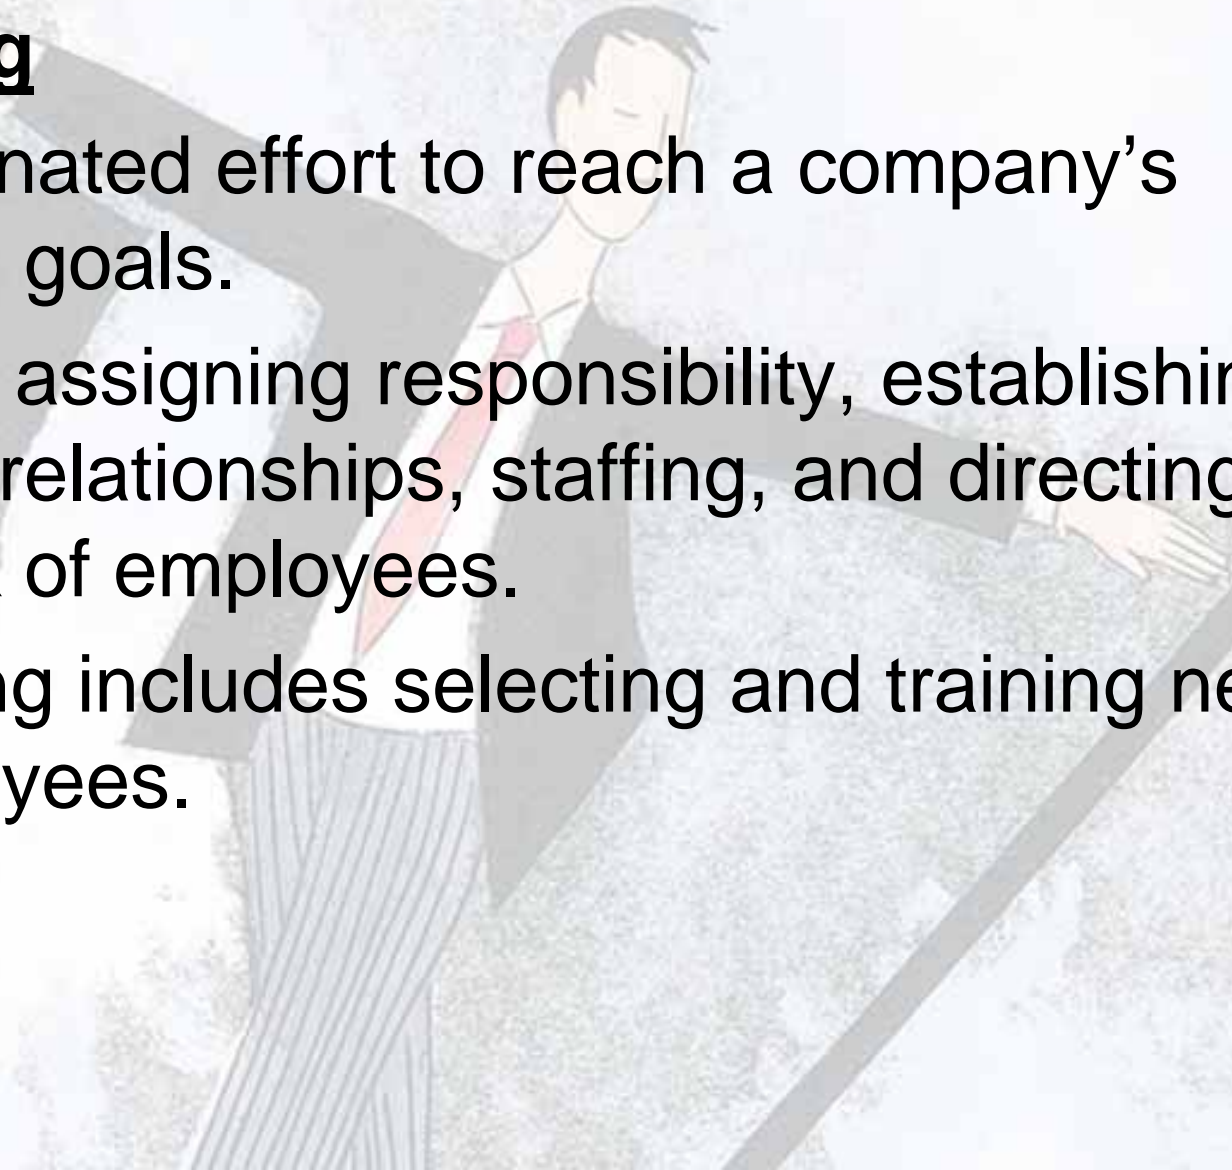 g
nated effort to reach a company’s
goals.
assigning responsibility, establishin
relationships, staffing, and directing
of employees.
ng includes selecting and training ne
yees.